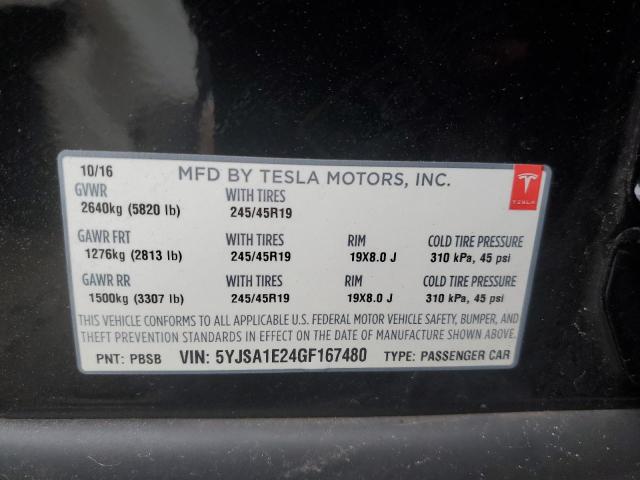 10/16 MFD BY TESLA MOTORS, INC.
GVWR WITH TIRES
2640kg (5820 lb) 245/45R19
TESLA
GAWR FRT WITH TIRES RIM COLD TIRE PRESSURE
1276kg (2813 lb) 245/45R19 19X8.0 J 310 kPa, 45 psi
GAWR RR WITH TIRES RIM COLD TIRE PRESSURE
1500kg (3307 lb) 245/45R19 19X8.0 J 310 kPa, 45 psi
THIS VEHICLE CONFORMS TO ALL APPLICABLE U.S. FEDERAL MOTOR VEHICLE SAFETY, BUMPER, AND
THEFT PREVENTION STANDARDS IN EFFECT ON THE DATE OF MANUFACTURE SHOWN ABOVE.
PNT: PBSB VIN: 5YJSA1E24GF167480 TYPE: PASSENGER CAR